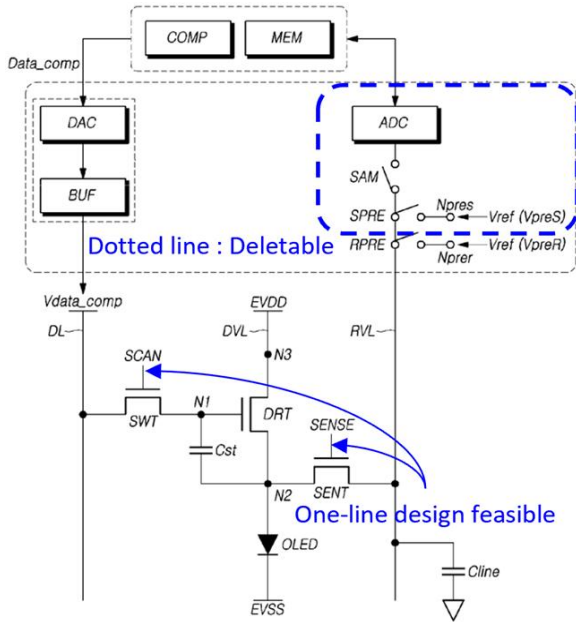 COMP
MEM
Data_comp
DAC
ADC
SAM
BUF
SPRE
Npres
Vref (VpreS)
Dotted line : Deletable
RPRE
Nprer
Vref (VpreR)
Vdata_comp
EVDD
DL
DVL
RVL
SCAN
N3
N1
DRT
SENSE
SWT
Cst
N2
SENT
One-line design feasible
OLED
Cline
EVSS